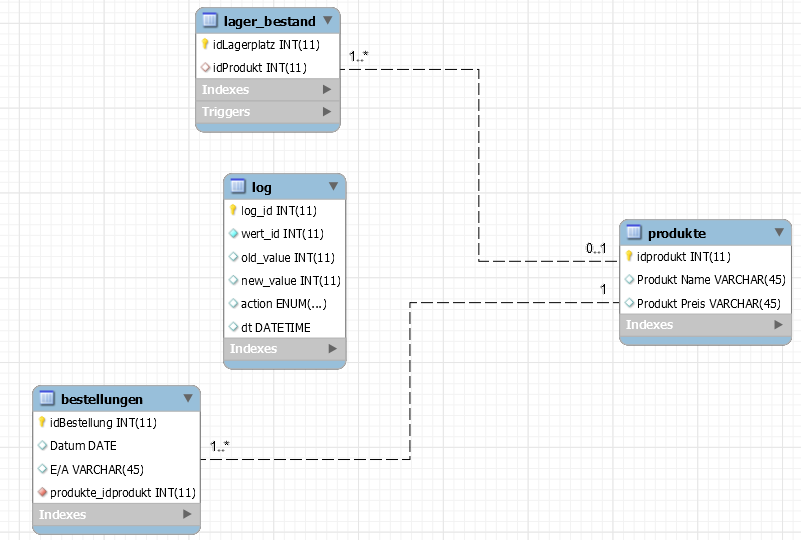 lager_bestand
idLagerplatz INT(11)
idProdukt INT(11)
Indexes
Triggers
1..*
log
log_id INT(11)
wert_id INT(11)
old_value INT(11)
new_value INT(11)
action ENUM(...)
dt DATETIME
Indexes
0..1
1
produkte
idprodukt INT(11)
Produkt Name VARCHAR(45)
Produkt Preis VARCHAR(45)
Indexes
bestellungen
idBestellung INT(11)
Datum DATE
E/A VARCHAR(45)
produkte_idprodukt INT(11)
Indexes
1..*